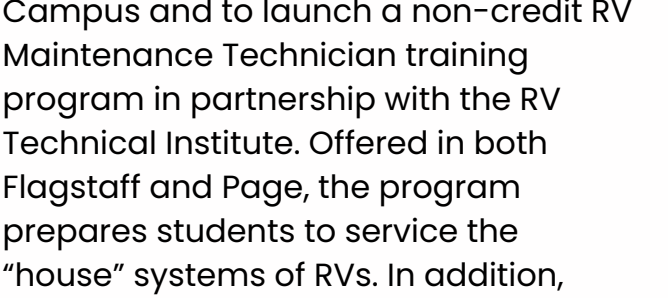 Campus and to launch a non-credit RV
Maintenance Technician training
program in partnership with the RV
Technical Institute. Offered in both
Flagstaff and Page, the program
prepares students to service the
“house” systems of RVs. In addition,